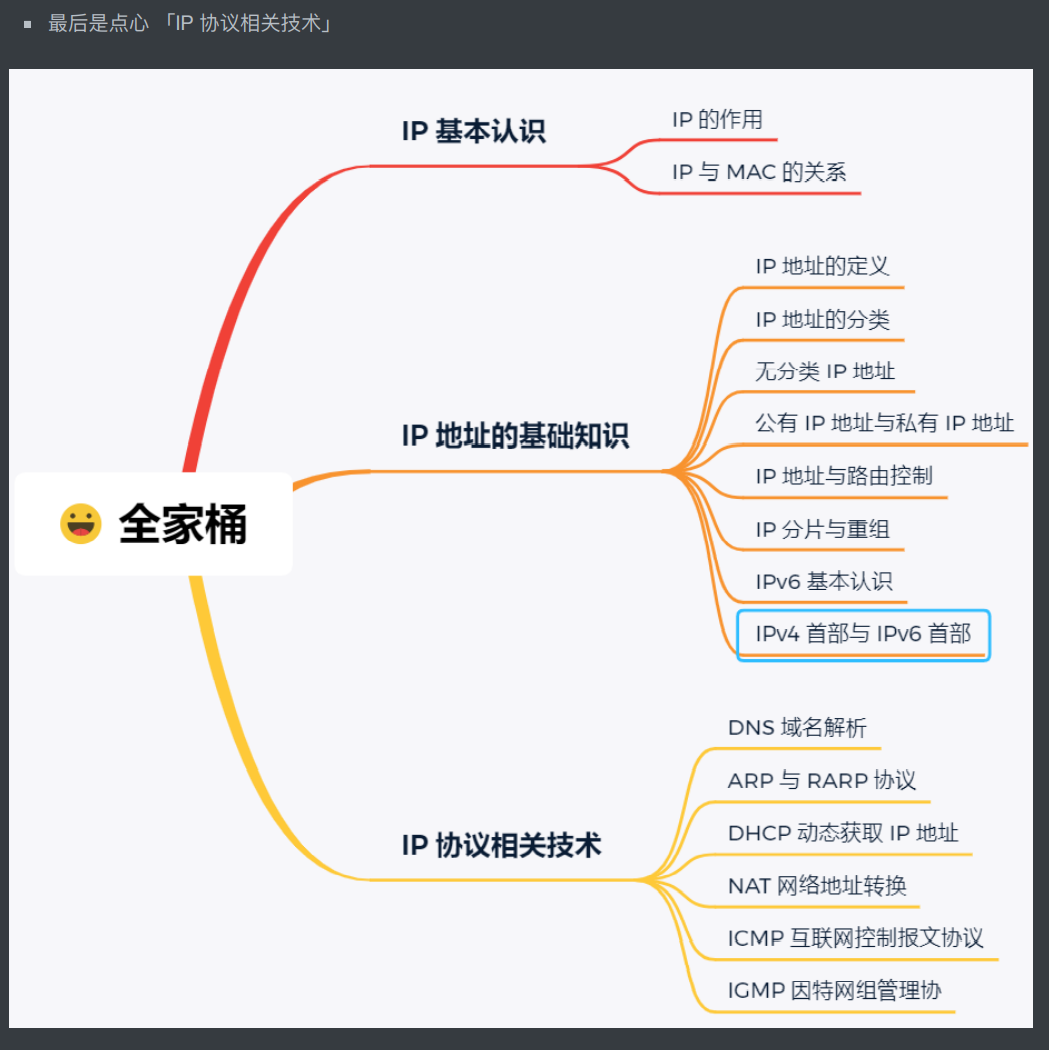 最后是点心 「IP 协议相关技术」
IP 基本认识
IP 的作用
IP 与 MAC 的关系
IP 地址的基础知识
IP 地址的定义
IP 地址的分类
无分类 IP 地址
公有 IP 地址与私有 IP 地址
IP 地址与路由控制
IP 分片与重组
IPv6 基本认识
IPv4 首部与 IPv6 首部
全家桶
IP 协议相关技术
DNS 域名解析
ARP 与 RARP 协议
DHCP 动态获取 IP 地址
NAT 网络地址转换
ICMP 互联网控制报文协议
IGMP 因特网组管理协